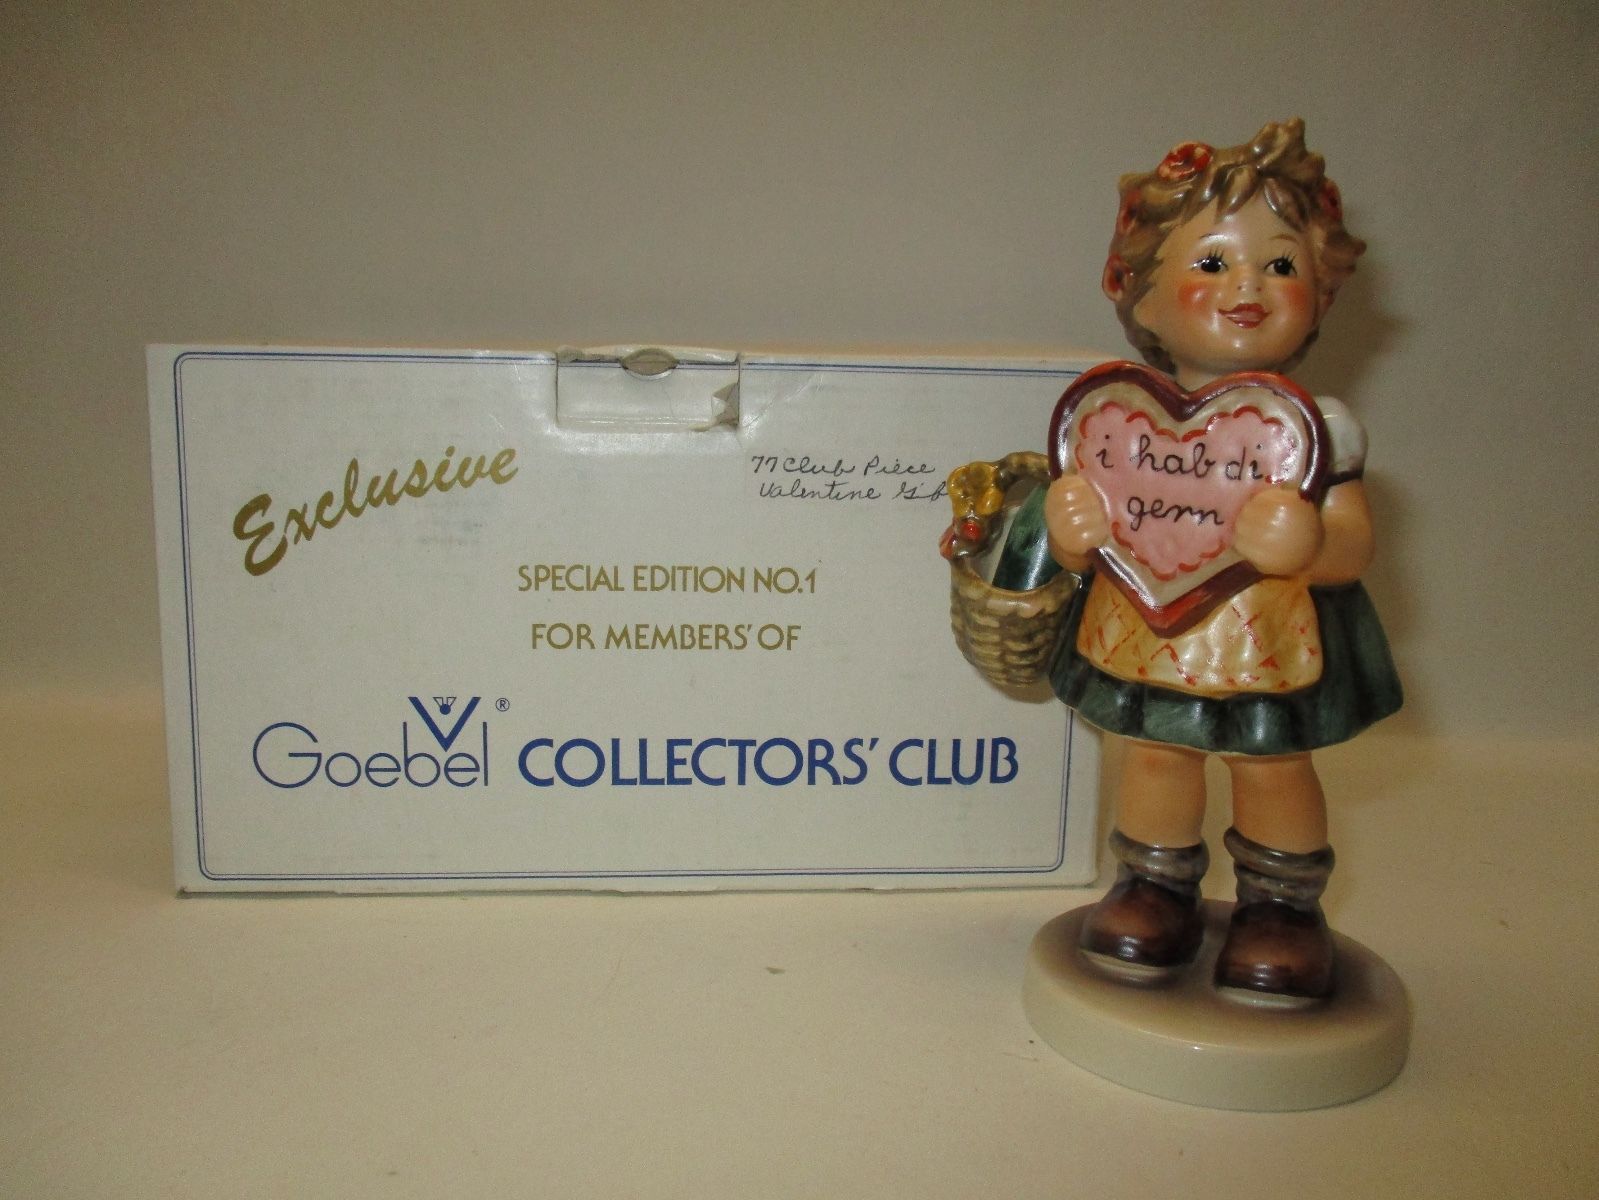 Exclusive
77 Club Piece
Valentine
SPECIAL EDITION NO.1
FOR MEMBERS' OF
Goebel ® COLLECTORS' CLUB
i hab di
gern